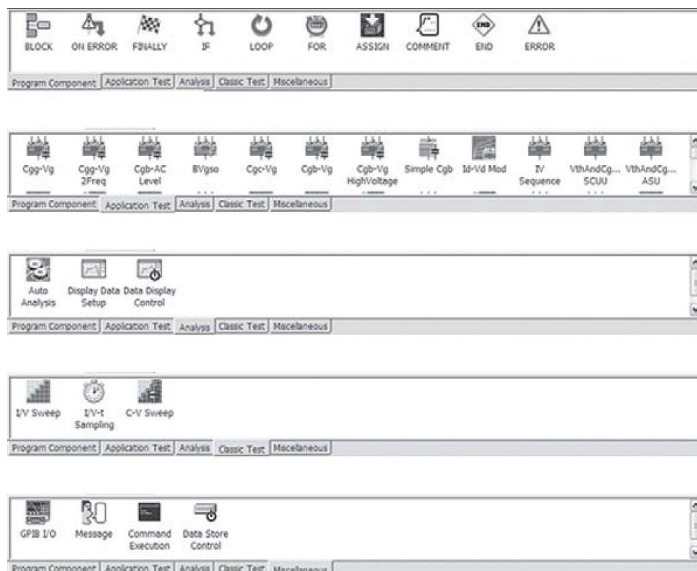 BLOCK ON ERROR FINALLY IF LOOP FOR ASSIGN COMMENT END ERROR
Program Component Application Test Analysis Classic Test Miscellaneous
Cgg-Vg Cgg-Vg 2Freq Cgb-AC Level BVgso Cgc-Vg Cgb-Vg Cgb-Vg HighVoltage Simple Cgb Id-Vd Mod IV Sequence VthAndCg... SCUU VthAndCg... ASU
Program Component Application Test Analysis Classic Test Miscellaneous
Auto Analysis Display Data Setup Data Display Control
Program Component Application Test Analysis Classic Test Miscellaneous
I/V Sweep I/V-t Sampling C-V Sweep
Program Component Application Test Analysis Classic Test Miscellaneous
GPIB I/O Message Command Execution Data Store Control
Program Component Application Test Analysis Classic Test Miscellaneous